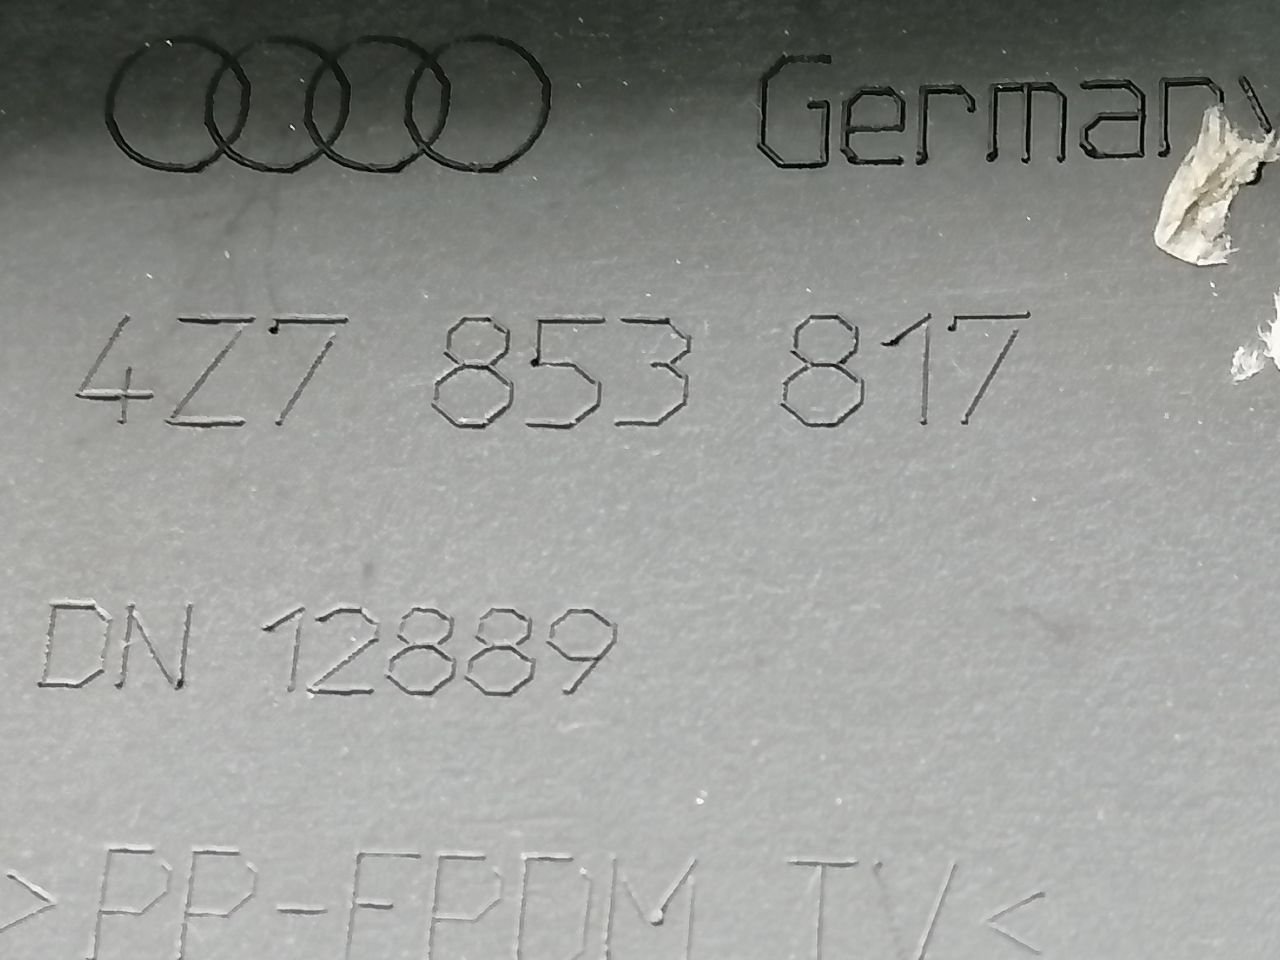 Germany
4Z7 853 817
DN 12889
>PP-EPDM TV<